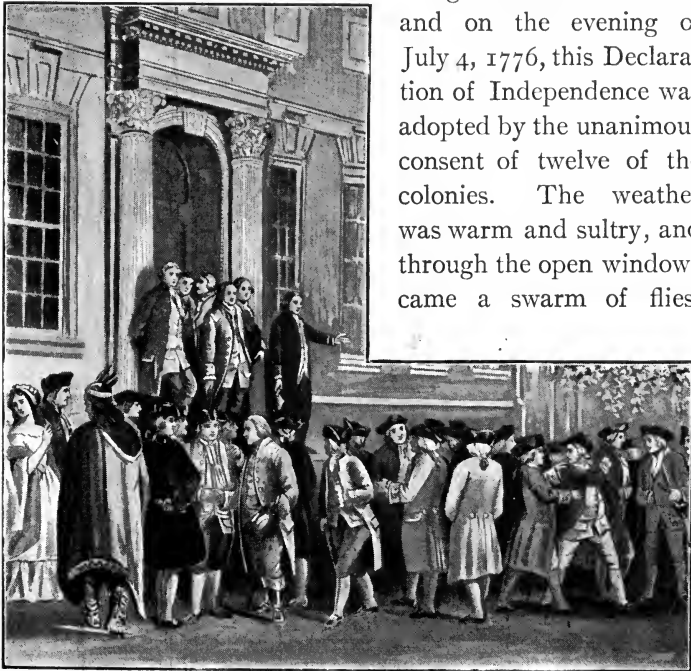 and on the evening o
July 4, 1776, this Declara
tion of Independence wa
adopted by the unanimou
consent of twelve of th
colonies. The weathe
was warm and sultry, and
through the open window
came a swarm of flies